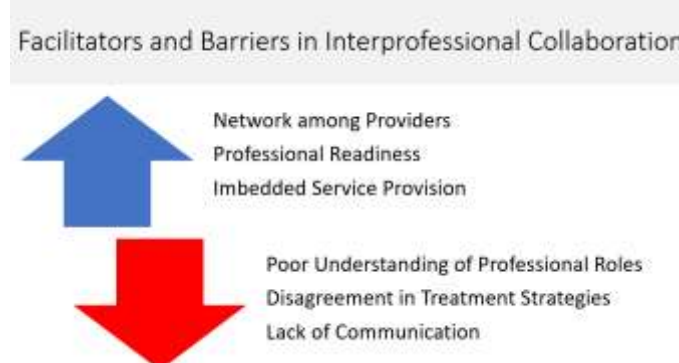 Facilitators and Barriers in Interprofessional Collaboration
Network among Providers
Professional Readiness
Imbedded Service Provision
Poor Understanding of Professional Roles
Disagreement in Treatment Strategies
Lack of Communication